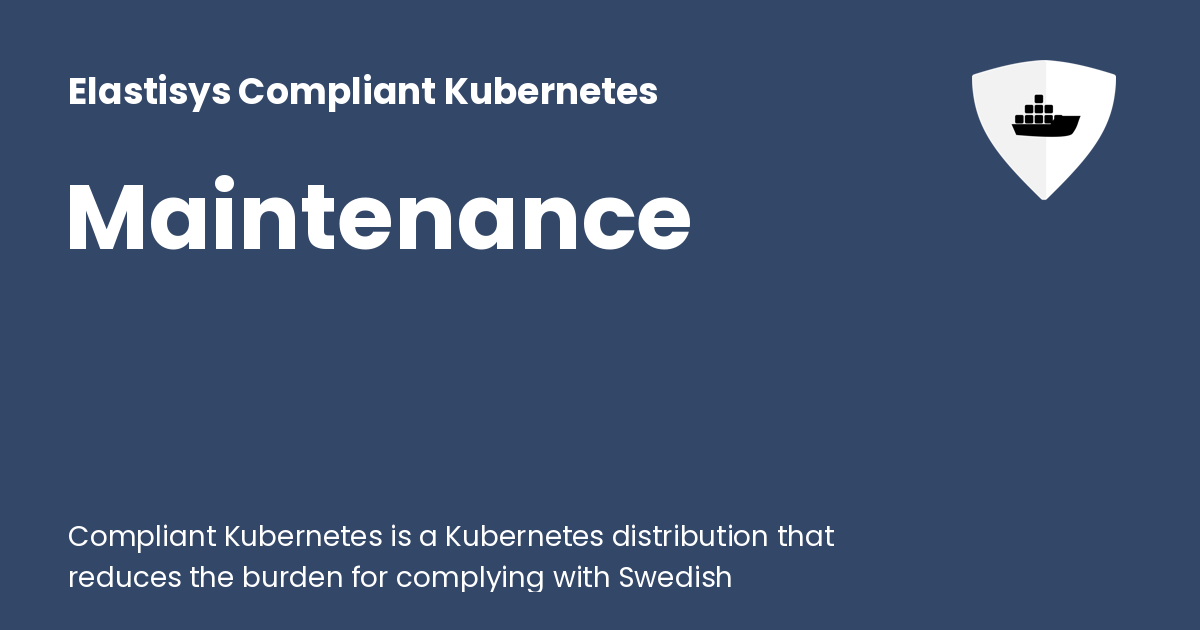 Elastisys Compliant Kubernetes
Maintenance
Compliant Kubernetes is a Kubernetes distribution that
reduces the burden for complying with Swedish